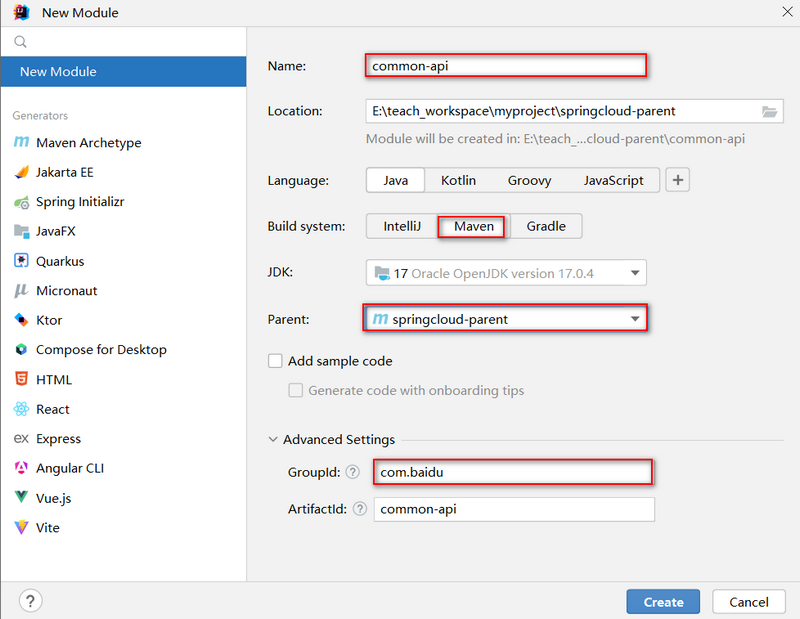 New Module
New Module
Generators
Maven Archetype
Jakarta EE
Spring Initializr
JavaFX
Quarkus
Micronaut
Ktor
Compose for Desktop
HTML
React
Express
Angular CLI
Vue.js
Vite
Name: common-api
Location: E:\teach_workspace\myproject\springcloud-parent
Module will be created in: E:\teach_...cloud-parent\common-api
Language: Java Kotlin Groovy JavaScript +
Build system: IntelliJ Maven Gradle
JDK: 17 Oracle OpenJDK version 17.0.4
Parent: m springcloud-parent
Add sample code
Generate code with onboarding tips
Advanced Settings
GroupId: ? com.baidu
ArtifactId: ? common-api
? Create Cancel